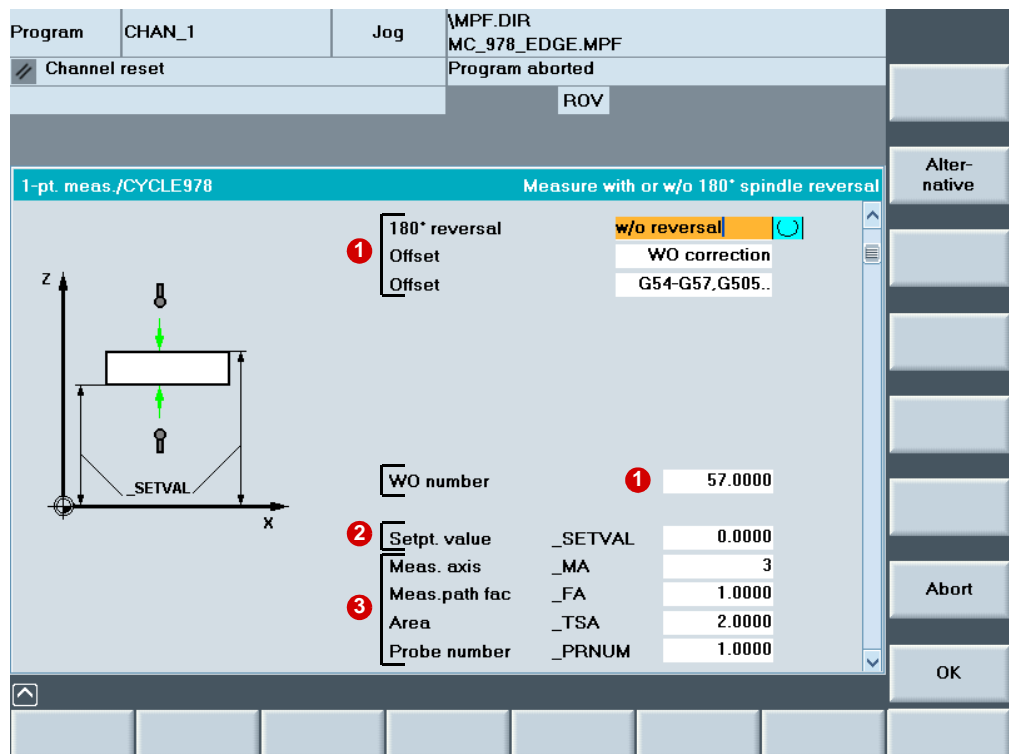 Program CHAN_1 Jog \MPF.DIR
MC_978_EDGE.MPF
Channel reset Program aborted
ROV
1-pt. meas./CYCLE978 Measure with or w/o 180° spindle reversal
Alter-
native
180° reversal w/o reversal
1 Offset WO correction
Offset G54-G57,G505..
Z
_SETVAL
X
WO number 1 57.0000
2 Setpt. value _SETVAL 0.0000
Meas. axis _MA 3
Meas.path fac _FA 1.0000
3 Area _TSA 2.0000
Probe number _PRNUM 1.0000
Abort
OK